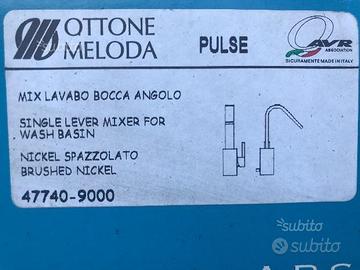 OTTONE
MELODA
PULSE
AVR
ASSOCIATION
SICURAMENTE MADE IN ITALY
MIX LAVABO BOCCA ANGOLO
SINGLE LEVER MIXER FOR
WASH BASIN
NICKEL SPAZZOLATO
BRUSHED NICKEL
47740-9000
subito
subito